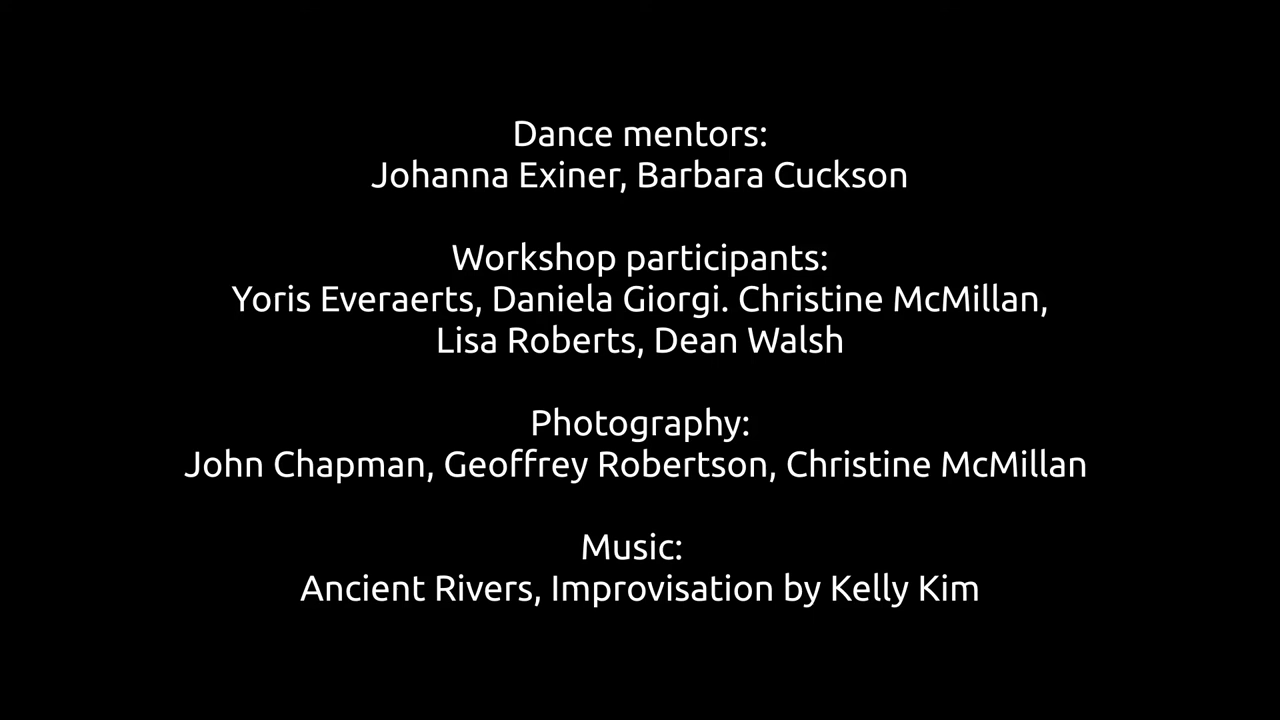 Dance mentors:
Johanna Exiner, Barbara Cuckson
Workshop participants:
Yoris Everaerts, Daniela Giorgi. Christine McMillan,
Lisa Roberts, Dean Walsh
Photography:
John Chapman, Geoffrey Robertson, Christine McMillan
Music:
Ancient Rivers, Improvisation by Kelly Kim